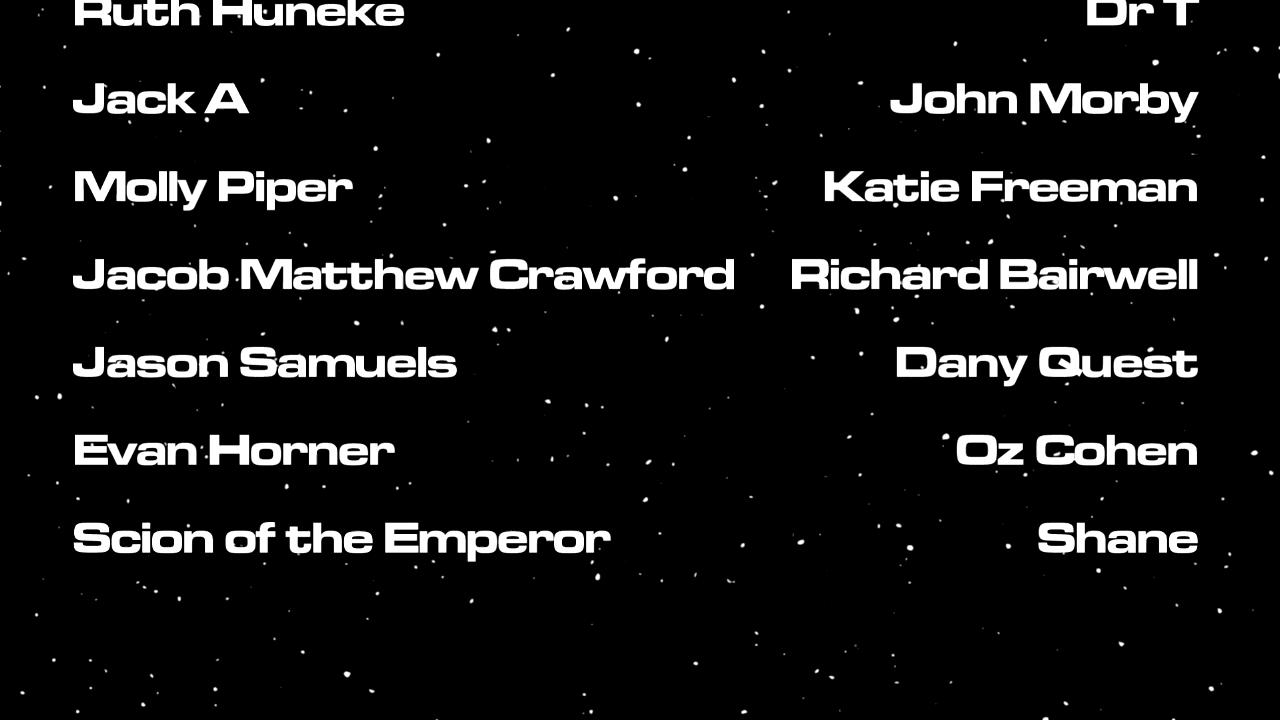 Ruth Huneke Dr T
Jack A John Morby
Molly Piper Katie Freeman
Jacob Matthew Crawford Richard Bairwell
Jason Samuels Dany Quest
Evan Horner Oz Cohen
Scion of the Emperor Shane